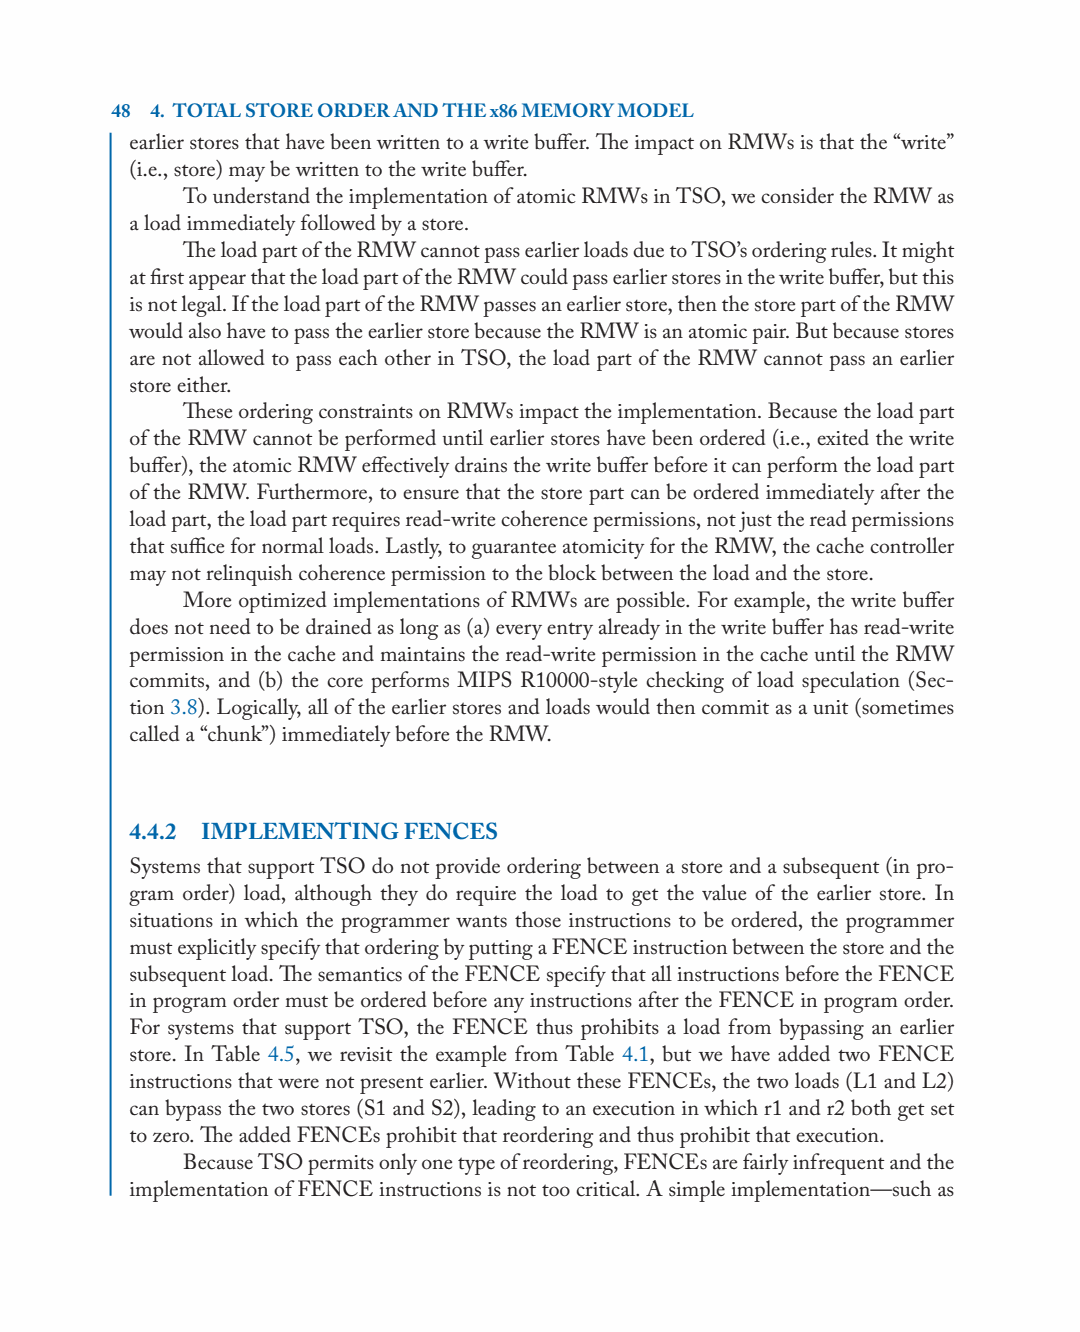 48 4. TOTAL STORE ORDER AND THE x86 MEMORY MODEL
earlier stores that have been written to a write buffer. The impact on RMWs is that the “write”
(i.e., store) may be written to the write buffer.
To understand the implementation of atomic RMWs in TSO, we consider the RMW as
a load immediately followed by a store.
The load part of the RMW cannot pass earlier loads due to TSO’s ordering rules. It might
at first appear that the load part of the RMW could pass earlier stores in the write buffer, but this
is not legal. If the load part of the RMW passes an earlier store, then the store part of the RMW
would also have to pass the earlier store because the RMW is an atomic pair. But because stores
are not allowed to pass each other in TSO, the load part of the RMW cannot pass an earlier
store either.
These ordering constraints on RMWs impact the implementation. Because the load part
of the RMW cannot be performed until earlier stores have been ordered (i.e., exited the write
buffer), the atomic RMW effectively drains the write buffer before it can perform the load part
of the RMW. Furthermore, to ensure that the store part can be ordered immediately after the
load part, the load part requires read-write coherence permissions, not just the read permissions
that suffice for normal loads. Lastly, to guarantee atomicity for the RMW, the cache controller
may not relinquish coherence permission to the block between the load and the store.
More optimized implementations of RMWs are possible. For example, the write buffer
does not need to be drained as long as (a) every entry already in the write buffer has read-write
permission in the cache and maintains the read-write permission in the cache until the RMW
commits, and (b) the core performs MIPS R10000-style checking of load speculation (Sec-
tion 3.8). Logically, all of the earlier stores and loads would then commit as a unit (sometimes
called a “chunk”) immediately before the RMW.
4.4.2 IMPLEMENTING FENCES
Systems that support TSO do not provide ordering between a store and a subsequent (in pro-
gram order) load, although they do require the load to get the value of the earlier store. In
situations in which the programmer wants those instructions to be ordered, the programmer
must explicitly specify that ordering by putting a FENCE instruction between the store and the
subsequent load. The semantics of the FENCE specify that all instructions before the FENCE
in program order must be ordered before any instructions after the FENCE in program order.
For systems that support TSO, the FENCE thus prohibits a load from bypassing an earlier
store. In Table 4.5, we revisit the example from Table 4.1, but we have added two FENCE
instructions that were not present earlier. Without these FENCEs, the two loads (L1 and L2)
can bypass the two stores (S1 and S2), leading to an execution in which r1 and r2 both get set
to zero. The added FENCEs prohibit that reordering and thus prohibit that execution.
Because TSO permits only one type of reordering, FENCEs are fairly infrequent and the
implementation of FENCE instructions is not too critical. A simple implementation—such as